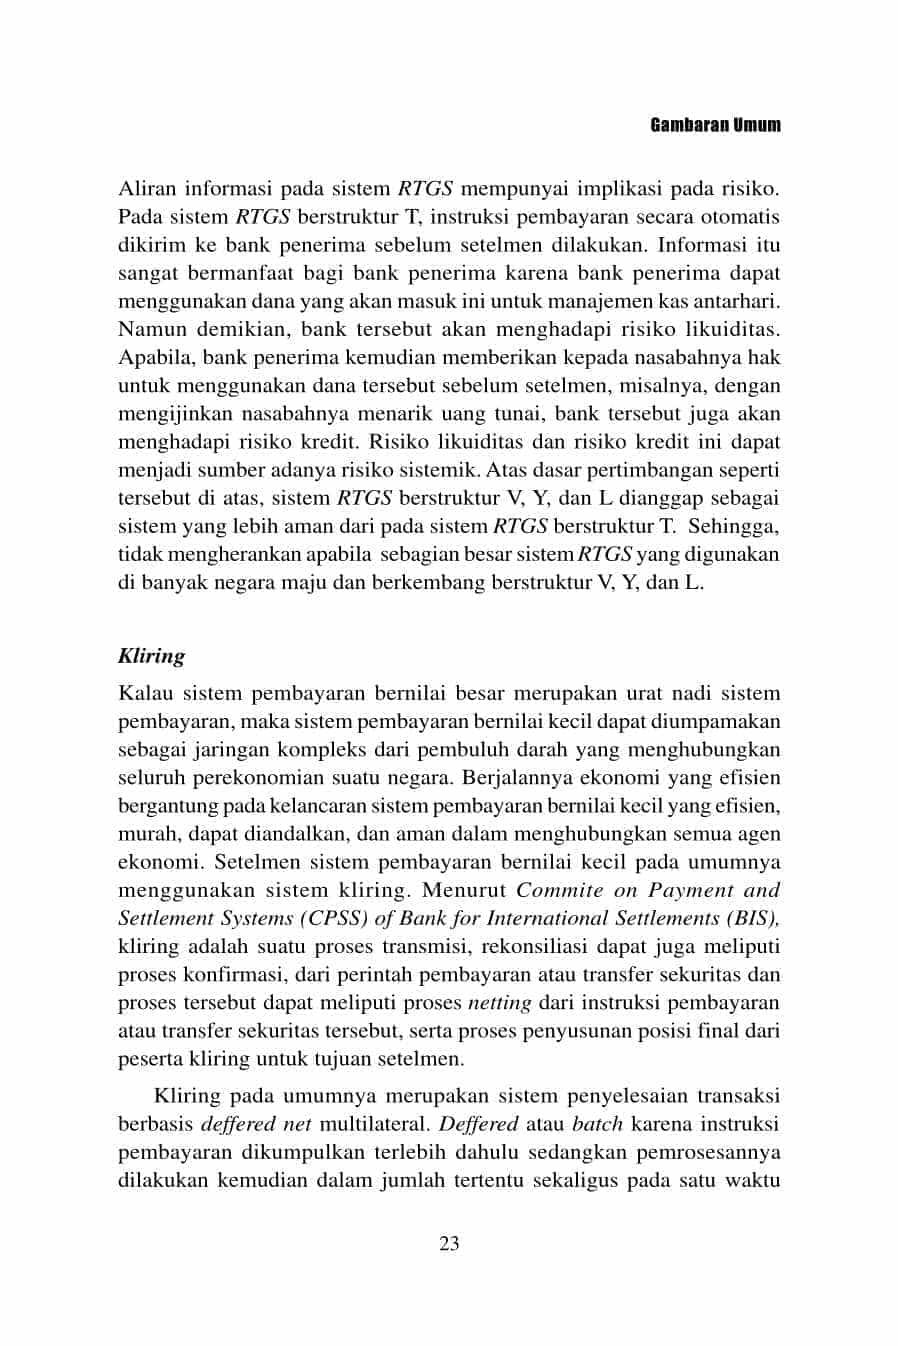 Gambaran Umum
Aliran informasi pada sistem RTGS mempunyai implikasi pada risiko.
Pada sistem RTGS berstruktur T, instruksi pembayaran secara otomatis
dikirim ke bank penerima sebelum setelmen dilakukan. Informasi itu
sangat bermanfaat bagi bank penerima karena bank penerima dapat
menggunakan dana yang akan masuk ini untuk manajemen kas antarhari.
Namun demikian, bank tersebut akan menghadapi risiko likuiditas.
Apabila, bank penerima kemudian memberikan kepada nasabahnya hak
untuk menggunakan dana tersebut sebelum setelmen, misalnya, dengan
mengijinkan nasabahnya menarik uang tunai, bank tersebut juga akan
menghadapi risiko kredit. Risiko likuiditas dan risiko kredit ini dapat
menjadi sumber adanya risiko sistemik. Atas dasar pertimbangan seperti
tersebut di atas, sistem RTGS berstruktur V, Y, dan L dianggap sebagai
sistem yang lebih aman dari pada sistem RTGS berstruktur T. Sehingga,
tidak mengherankan apabila sebagian besar sistem RTGS yang digunakan
di banyak negara maju dan berkembang berstruktur V, Y, dan L.
Kliring
Kalau sistem pembayaran bernilai besar merupakan urat nadi sistem
pembayaran, maka sistem pembayaran bernilai kecil dapat diumpamakan
sebagai jaringan kompleks dari pembuluh darah yang menghubungkan
seluruh perekonomian suatu negara. Berjalannya ekonomi yang efisien
bergantung pada kelancaran sistem pembayaran bernilai kecil yang efisien,
murah, dapat diandalkan, dan aman dalam menghubungkan semua agen
ekonomi. Setelmen sistem pembayaran bernilai kecil pada umumnya
menggunakan sistem kliring. Menurut Commite on Payment and
Settlement Systems (CPSS) of Bank for International Settlements (BIS),
kliring adalah suatu proses transmisi, rekonsiliasi dapat juga meliputi
proses konfirmasi, dari perintah pembayaran atau transfer sekuritas dan
proses tersebut dapat meliputi proses netting dari instruksi pembayaran
atau transfer sekuritas tersebut, serta proses penyusunan posisi final dari
peserta kliring untuk tujuan setelmen.
Kliring pada umumnya merupakan sistem penyelesaian transaksi
berbasis deffered net multilateral. Deffered atau batch karena instruksi
pembayaran dikumpulkan terlebih dahulu sedangkan pemrosesannya
dilakukan kemudian dalam jumlah tertentu sekaligus pada satu waktu
23